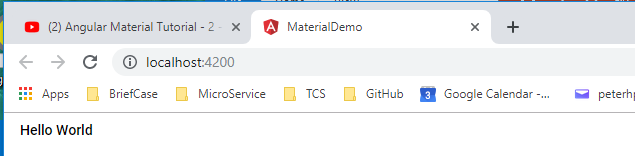 (2) Angular Material Tutorial - 2 -
MaterialDemo
localhost:4200
Apps BriefCase MicroService TCS GitHub 3 Google Calendar -... peterhp
Hello World